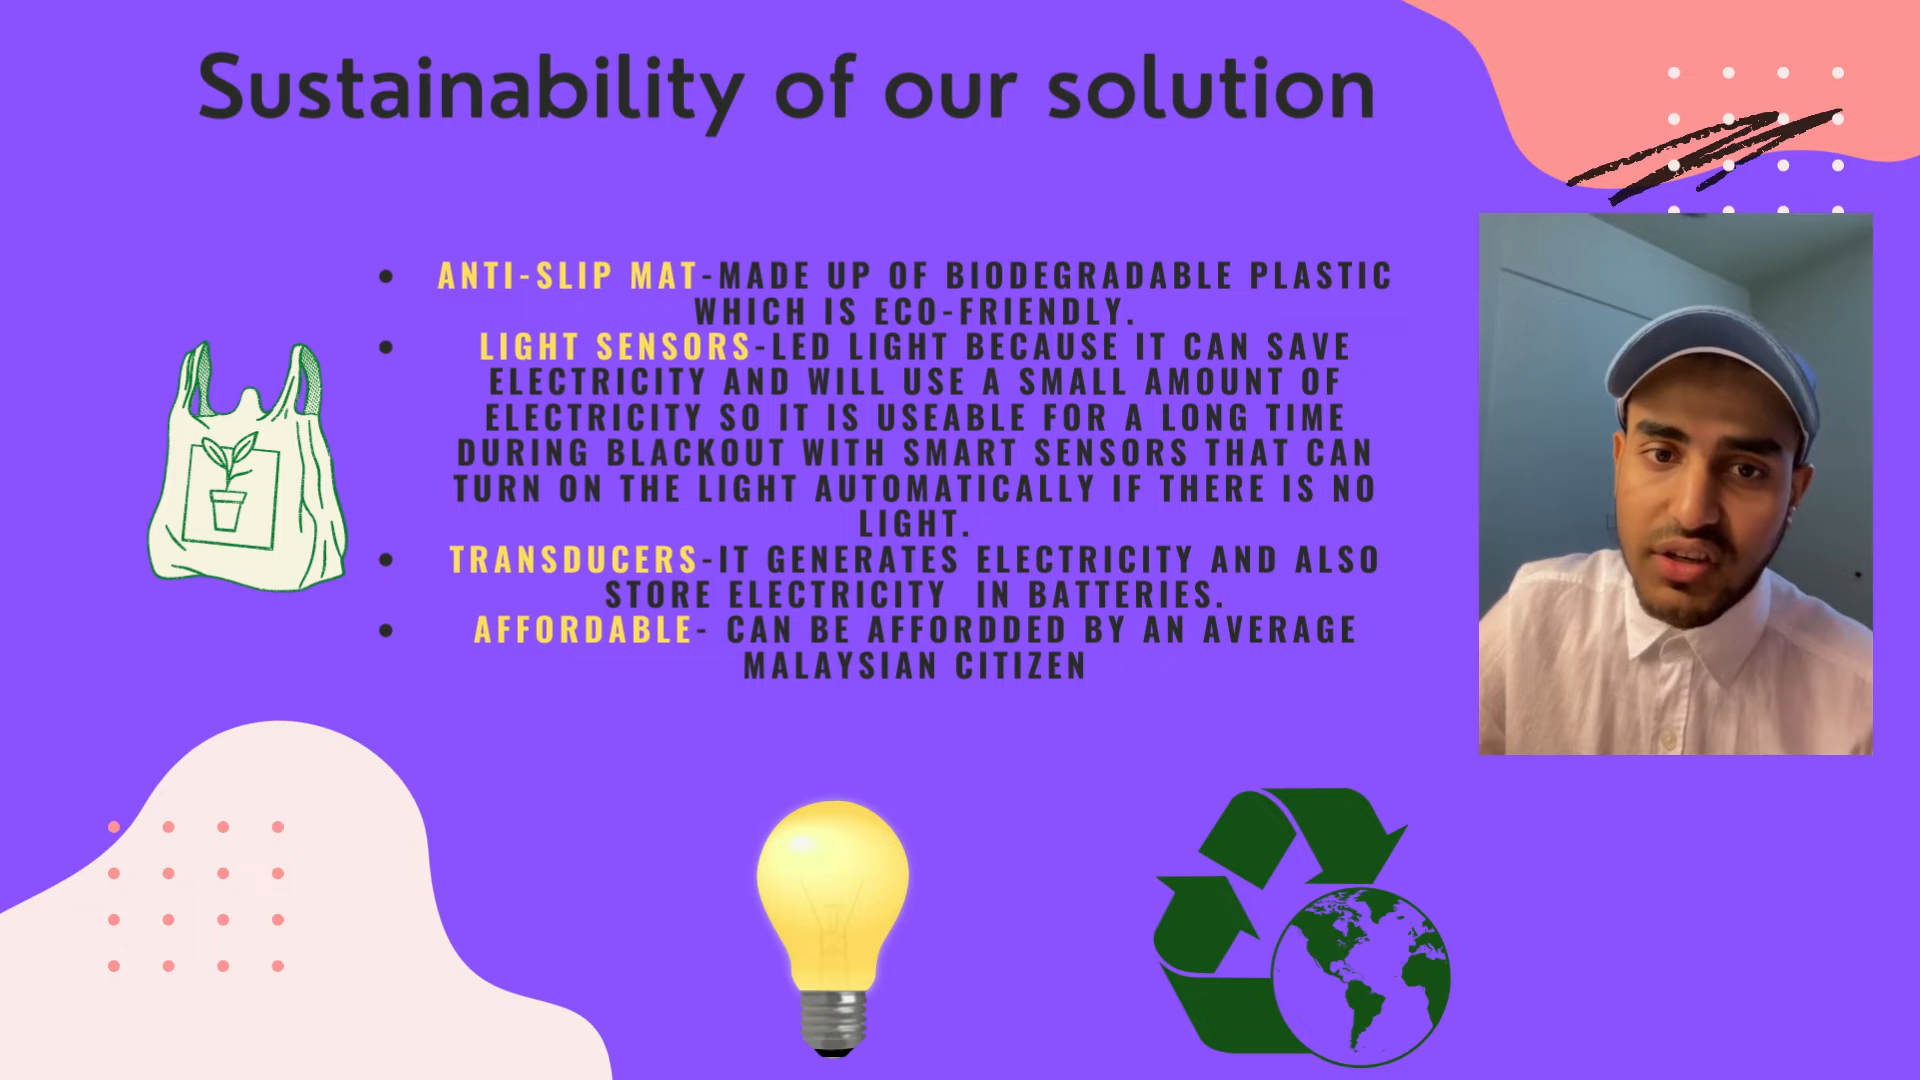 Sustainability of our solution
ANTI-SLIP MAT-MADE UP OF BIODEGRADABLE PLASTIC
WHICH IS ECO-FRIENDLY.
LIGHT SENSORS-LED LIGHT BECAUSE IT CAN SAVE
ELECTRICITY AND WILL USE A SMALL AMOUNT OF
ELECTRICITY SO IT IS USEABLE FOR A LONG TIME
DURING BLACKOUT WITH SMART SENSORS THAT CAN
TURN ON THE LIGHT AUTOMATICALLY IF THERE IS NO
LIGHT.
TRANSDUCERS-IT GENERATES ELECTRICITY AND ALSO
STORE ELECTRICITY  IN BATTERIES.
AFFORDABLE- CAN BE AFFORDDED BY AN AVERAGE
MALAYSIAN CITIZEN